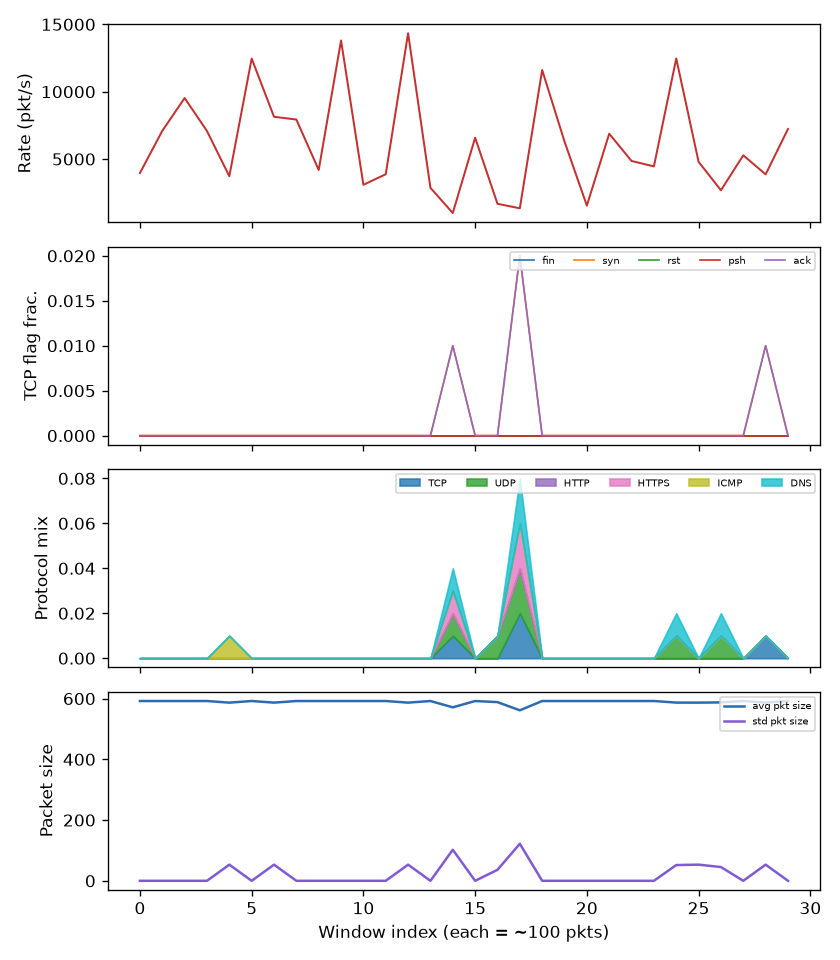 15000
10000
5000
Rate (pkt/s)
0.020
0.015
0.010
0.005
0.000
TCP flag frac.
fin syn rst psh ack
0.08
0.06
0.04
0.02
0.00
Protocol mix
TCP UDP HTTP HTTPS ICMP DNS
600
400
200
0
Packet size
avg pkt size
std pkt size
0 5 10 15 20 25 30
Window index (each = ~100 pkts)